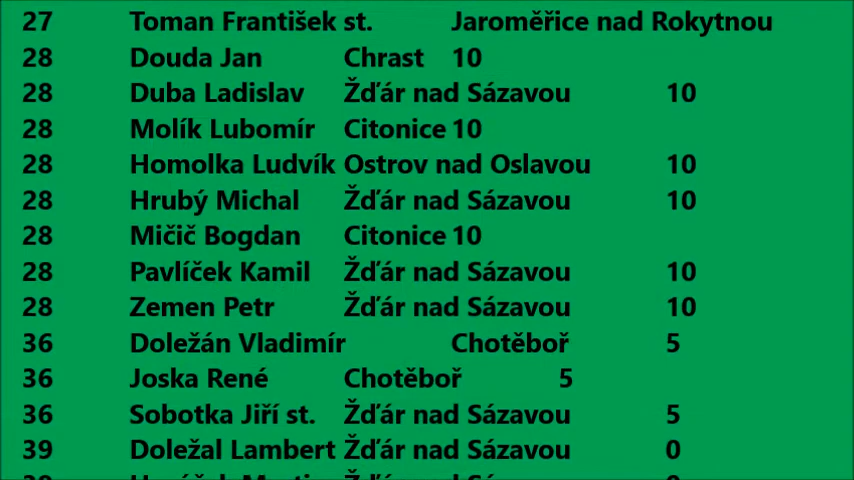 27 Toman František st. Jaroměřice nad Rokytnou
28 Douda Jan Chrast 10
28 Duba Ladislav Žďár nad Sázavou 10
28 Molík Lubomír Citonice 10
28 Homolka Ludvík Ostrov nad Oslavou 10
28 Hrubý Michal Žďár nad Sázavou 10
28 Mičič Bogdan Citonice 10
28 Pavlíček Kamil Žďár nad Sázavou 10
28 Zemen Petr Žďár nad Sázavou 10
36 Doležán Vladimír Chotěboř 5
36 Joska René Chotěboř 5
36 Sobotka Jiří st. Žďár nad Sázavou 5
39 Doležal Lambert Žďár nad Sázavou 0